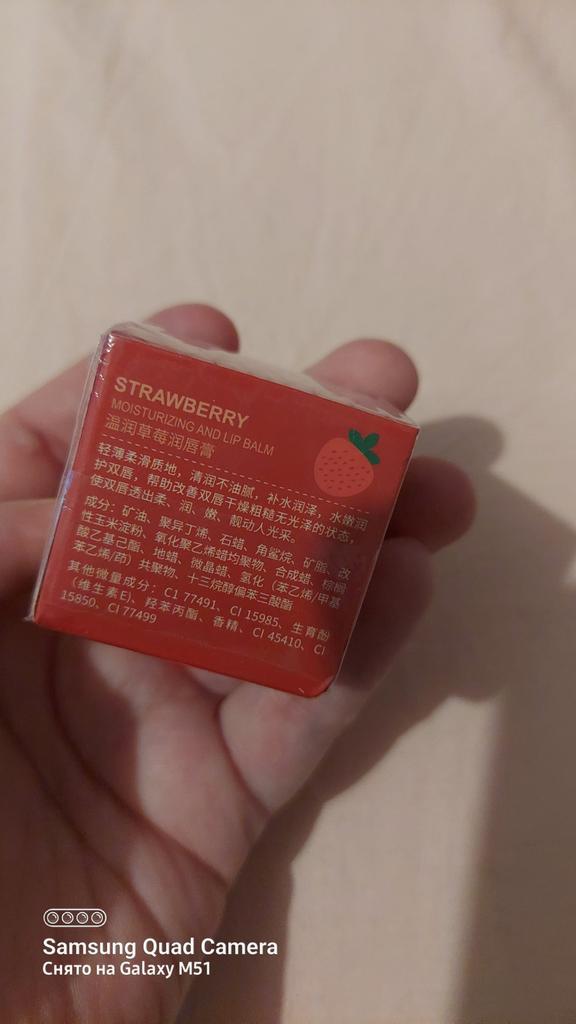 STRAWBERRY
MOISTURIZING AND LIP BALM
温润草莓润唇膏
轻薄柔滑质地，清润不油腻，补水润泽，水嫩润
护双唇，帮助改善双唇干燥粗糙无光泽的状态，
使双唇透出柔、润、嫩、靓动人光采。
成分：矿油、聚异丁烯、石蜡、角鲨烷、矿脂、改
性玉米淀粉、氧化聚乙烯蜡均聚物、合成蜡、棕榈
酸乙基己酯、地蜡、微晶蜡、氢化（苯乙烯/甲基
苯乙烯/茚）共聚物、十三烷醇偏苯三酸酯
其他微量成分：C1 77491、CI 15985、生育酚
（维生素E)、羟苯丙酯、香精、CI 45410、CI
15850、CI 77499
Samsung Quad Camera
Снято на Galaxy M51